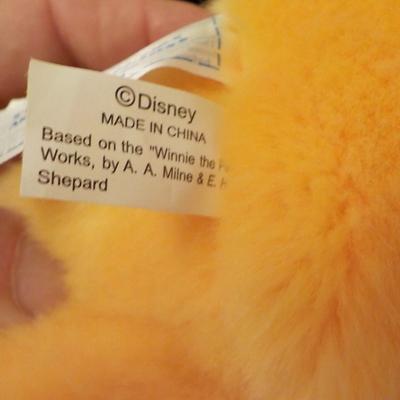 ©Disney
MADE IN CHINA
Based on the "Winnie the
Works, by A. A. Milne & E.
Shepard